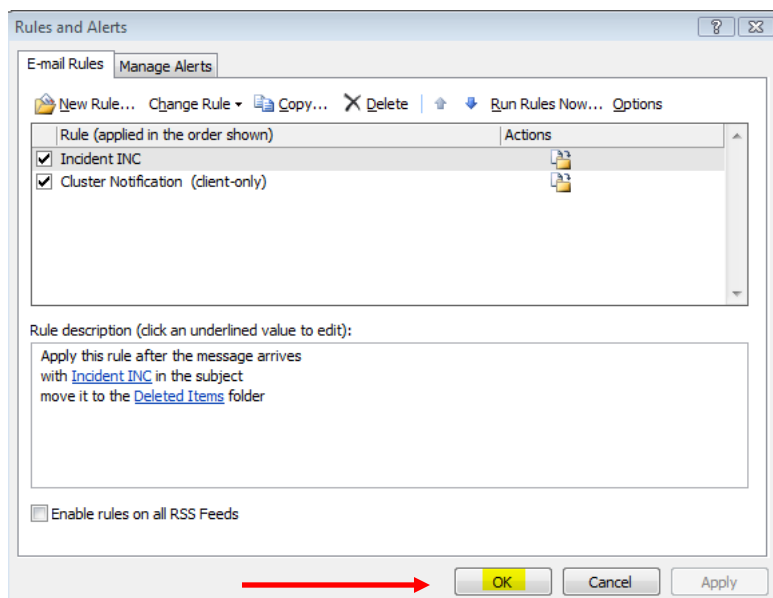 Rules and Alerts
E-mail Rules Manage Alerts
New Rule... Change Rule Copy... Delete Run Rules Now... Options
Rule (applied in the order shown) Actions
Incident INC
Cluster Notification (client-only)
Rule description (click an underlined value to edit):
Apply this rule after the message arrives
with Incident INC in the subject
move it to the Deleted Items folder
Enable rules on all RSS Feeds
OK Cancel Apply